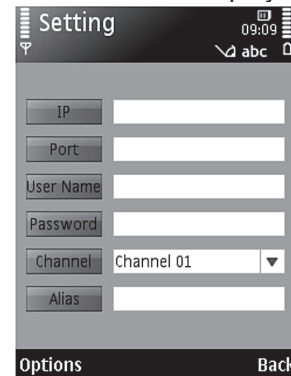 Setting
09:09
abc
IP
Port
User Name
Password
Channel Channel 01
Alias
Options Back